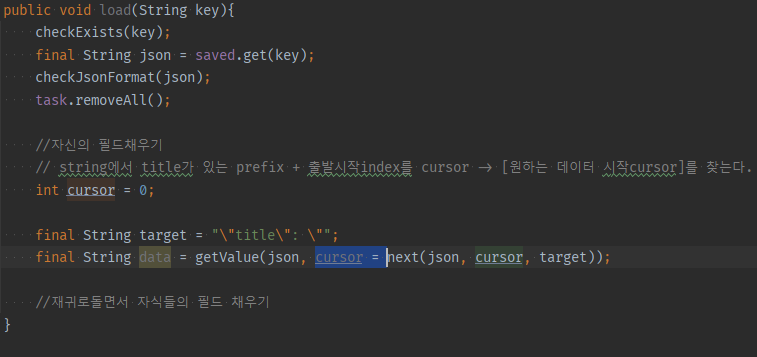 public void load(String key){
checkExists(key);
final String json = saved.get(key);
checkJsonFormat(json);
task.removeAll();
//자신의 필드채우기
// string에서 title가 있는 prefix + 출발시작index를 cursor -> [원하는 데이터 시작cursor]를 찾는다.
int cursor = 0;
final String target = "\"title\": \"";
final String data = getValue(json, cursor = next(json, cursor, target));
//재귀로돌면서 자식들의 필드 채우기
}